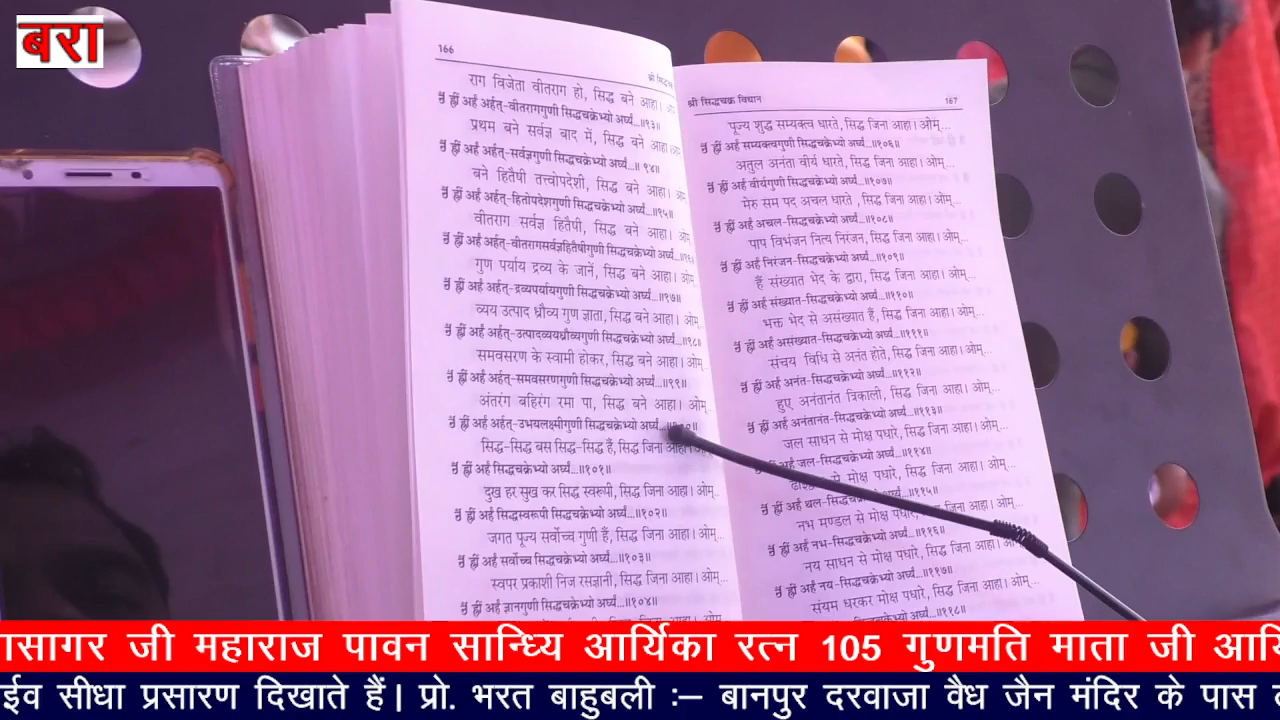 बरा
166
राग विजेता वीतराग हो, सिद्ध बने आहा।
ॐ ह्रीं अर्हं अर्हत्-वीतरागगुणी सिद्धचक्रेभ्यो अर्घ्यं...॥९३॥
प्रथम बने सर्वज्ञ बाद में, सिद्ध बने आहा।
ॐ ह्रीं अर्हं अर्हत्-सर्वज्ञगुणी सिद्धचक्रेभ्यो अर्घ्यं...॥९४॥
बने हितैषी तत्त्वोपदेशी, सिद्ध बने आहा।
ॐ ह्रीं अर्हं अर्हत्-हितोपदेशगुणी सिद्धचक्रेभ्यो अर्घ्यं...॥९५॥
वीतराग सर्वज्ञ हितैषी, सिद्ध बने आहा। ओम्
ॐ ह्रीं अर्हं अर्हत्-वीतरागसर्वज्ञहितैषीगुणी सिद्धचक्रेभ्यो अर्घ्यं...॥९६॥
गुण पर्याय द्रव्य के जानें, सिद्ध बने आहा। ओम्
ॐ ह्रीं अर्हं अर्हत्-द्रव्यपर्यायगुणी सिद्धचक्रेभ्यो अर्घ्यं...॥९७॥
व्यय उत्पाद ध्रौव्य गुण ज्ञाता, सिद्ध बने आहा। ओम्.
ॐ ह्रीं अर्हं अर्हत्-उत्पादव्ययध्रौव्यगुणी सिद्धचक्रेभ्यो अर्घ्यं...॥९८॥
समवसरण के स्वामी होकर, सिद्ध बने आहा। ओम्.
ॐ ह्रीं अर्हं अर्हत्-समवसरणगुणी सिद्धचक्रेभ्यो अर्घ्यं...॥९९॥
अंतरंग बहिरंग रमा पा, सिद्ध बने आहा। ओम्.
ॐ ह्रीं अर्हं अर्हत्-उभयलक्ष्मीगुणी सिद्धचक्रेभ्यो अर्घ्यं...
सिद्ध-सिद्ध बस सिद्ध-सिद्ध हैं, सिद्ध जिना आहा।
ॐ ह्रीं अर्हं सिद्धचक्रेभ्यो अर्घ्यं...॥१०१॥
दुख हर सुख कर सिद्ध स्वरूपी, सिद्ध जिना आहा। ओम्..
ॐ ह्रीं अर्हं सिद्धस्वरूपी सिद्धचक्रेभ्यो अर्घ्यं...॥१०२॥
जगत पूज्य सर्वोच्च गुणी हैं, सिद्ध जिना आहा। ओम्..
ॐ ह्रीं अर्हं सर्वोच्च सिद्धचक्रेभ्यो अर्घ्यं...॥१०३॥
स्वपर प्रकाशी निज रसज्ञानी, सिद्ध जिना आहा। ओम्...
ॐ ह्रीं अर्हं ज्ञानगुणी सिद्धचक्रेभ्यो अर्घ्यं...॥१०४॥
श्री सिद्धचक्र विधान 167
पूज्य शुद्ध सम्यक्त्व धारते, सिद्ध जिना आहा। ओम्...
ॐ ह्रीं अर्हं सम्यक्त्वगुणी सिद्धचक्रेभ्यो अर्घ्यं...॥१०६॥
अतुल अनंता वीर्य धारते, सिद्ध जिना आहा। ओम्...
ॐ ह्रीं अर्हं वीर्यगुणी सिद्धचक्रेभ्यो अर्घ्यं...॥१०७॥
मेरु सम पद अचल धारते , सिद्ध जिना आहा। ओम्...
ॐ ह्रीं अर्हं अचल-सिद्धचक्रेभ्यो अर्घ्यं...॥१०८॥
पाप विभंजन नित्य निरंजन, सिद्ध जिना आहा। ओम्...
ॐ ह्रीं अर्हं निरंजन-सिद्धचक्रेभ्यो अर्घ्यं...॥१०९॥
हैं संख्यात भेद के द्वारा, सिद्ध जिना आहा। ओम्...
ॐ ह्रीं अर्हं संख्यात-सिद्धचक्रेभ्यो अर्घ्यं...॥११०॥
भक्त भेद से असंख्यात हैं, सिद्ध जिना आहा। ओम्...
ॐ ह्रीं अर्हं असंख्यात-सिद्धचक्रेभ्यो अर्घ्यं...॥१११॥
संचय विधि से अनंत होते, सिद्ध जिना आहा। ओम्...
ॐ ह्रीं अर्हं अनंत-सिद्धचक्रेभ्यो अर्घ्यं...॥११२॥
हुए अनंतानंत त्रिकाली, सिद्ध जिना आहा। ओम्...
ॐ ह्रीं अर्हं अनंतानंत-सिद्धचक्रेभ्यो अर्घ्यं...॥११३॥
जल साधन से मोक्ष पधारे, सिद्ध जिना आहा। ओम्...
अर्हं जल-सिद्धचक्रेभ्यो अर्घ्यं...॥११४॥
से मोक्ष पधारे, सिद्ध जिना आहा। ओम्...
ॐ ह्रीं अर्हं थल-सिद्धचक्रेभ्यो अर्घ्यं...॥११५॥
नभ मण्डल से मोक्ष पधारे, सिद्ध जिना आहा। ओम्...
ॐ ह्रीं अर्हं नभ-सिद्धचक्रेभ्यो अर्घ्यं...॥११६॥
नय साधन से मोक्ष पधारे, सिद्ध जिना
ॐ ह्रीं अर्हं नय-सिद्धचक्रेभ्यो अर्घ्यं...॥११७॥
संयम धरकर मोक्ष पधारे, सिद्ध जिना आहा। ओम्...
अर्घ्यं...॥११८॥
ासागर जी महाराज पावन सान्ध्यि आर्यिका रत्न 105 गुणमति माता जी आर्यि
ईव सीधा प्रसारण दिखाते हैं। प्रो. भरत बाहुबली :– बानपुर दरवाजा वैध जैन मंदिर के पास